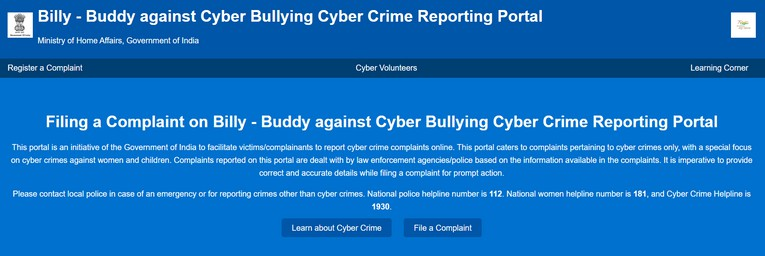 Billy - Buddy against Cyber Bullying Cyber Crime Reporting Portal
Ministry of Home Affairs, Government of India
Register a Complaint
Cyber Volunteers
Learning Corner
Filing a Complaint on Billy - Buddy against Cyber Bullying Cyber Crime Reporting Portal
This portal is an initiative of the Government of India to facilitate victims/complainants to report cyber crime complaints online. This portal caters to complaints pertaining to cyber crimes only, with a special focus
on cyber crimes against women and children. Complaints reported on this portal are dealt with by law enforcement agencies/police based on the information available in the complaints. It is imperative to provide
correct and accurate details while filing a complaint for prompt action.
Please contact local police in case of an emergency or for reporting crimes other than cyber crimes. National police helpline number is 112. National women helpline number is 181, and Cyber Crime Helpline is
1930.
Learn about Cyber Crime
File a Complaint